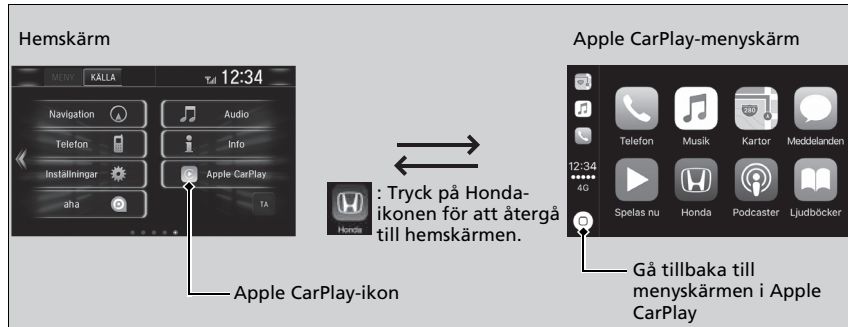 Hemskärm
MENY KÄLLA 12:34
Navigation Audio
Telefon Info
Inställningar Apple CarPlay
aha TA
Apple CarPlay-ikon
Honda
: Tryck på Honda-
ikonen för att återgå
till hemskärmen.
Apple CarPlay-menyskärm
280
Telefon Musik Kartor Meddelanden
12:34
4G
Spelas nu Honda Podcaster Ljudböcker
Gå tillbaka till
menyskärmen i Apple
CarPlay